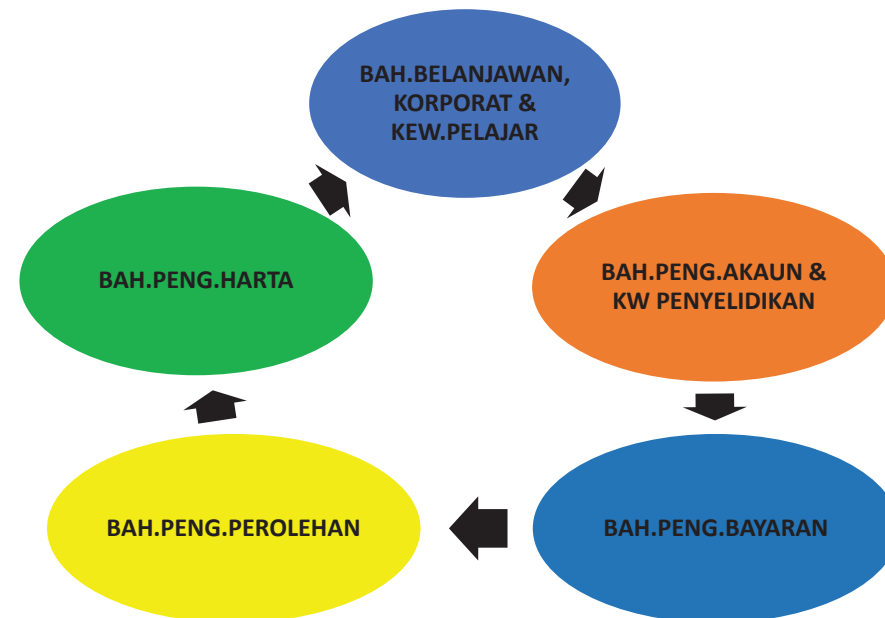 BAH.BELANJAWAN,
KORPORAT &
KEW.PELAJAR
BAH.PENG.HARTA
BAH.PENG.AKAUN &
KW PENYELIDIKAN
BAH.PENG.PEROLEHAN
BAH.PENG.BAYARAN